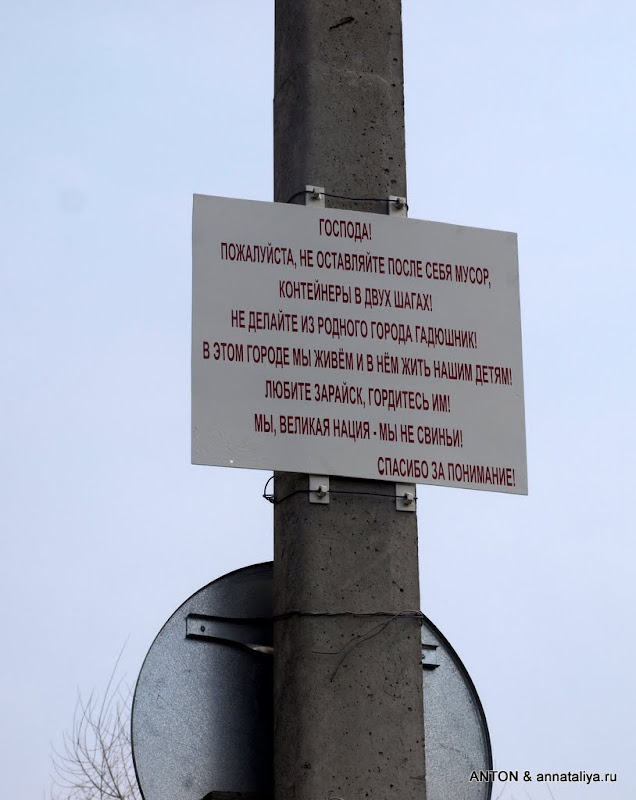 ГОСПОДА!
ПОЖАЛУЙСТА, НЕ ОСТАВЛЯЙТЕ ПОСЛЕ СЕБЯ МУСОР,
КОНТЕЙНЕРЫ В ДВУХ ШАГАХ!
НЕ ДЕЛАЙТЕ ИЗ РОДНОГО ГОРОДА ГАДЮШНИК!
В ЭТОМ ГОРОДЕ МЫ ЖИВЁМ И В НЁМ ЖИТЬ НАШИМ ДЕТЯМ!
ЛЮБИТЕ ЗАРАЙСК, ГОРДИТЕСЬ ИМ!
МЫ, ВЕЛИКАЯ НАЦИЯ - МЫ НЕ СВИНЬИ!
СПАСИБО ЗА ПОНИМАНИЕ!
ANTON & annataliya.ru